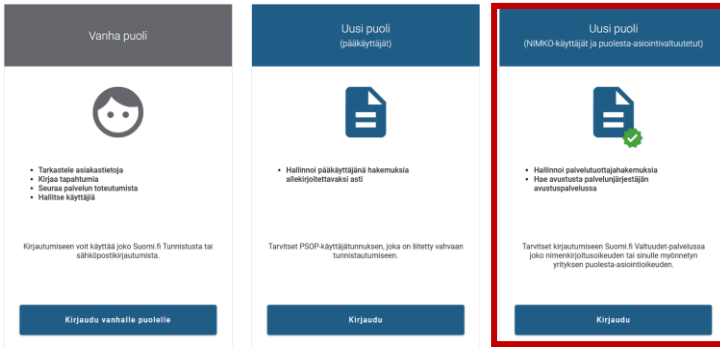 Vanha puoli
Tarkastele asiakastietoja
Kirjaa tapahtumia
Seuraa palvelun toteutumista
Hallitse käyttäjiä
Kirjautumiseen voit käyttää joko Suomi.fi Tunnistusta tai
sähköpostikirjautumista.
Kirjaudu vanhalle puolelle
Uusi puoli
(pääkäyttäjät)
Hallinnoi pääkäyttäjänä hakemuksia
allekirjoitettavaksi asti
Tarvitset PSOP-käyttäjätunnuksen, joka on liitetty vahvaan
tunnistautumiseen.
Kirjaudu
Uusi puoli
(NIMKO-käyttäjät ja puolesta-asiointivaltuutetut)
Hallinnoi palvelutuottajahakemuksia
Hae avustusta palvelunjärjestäjän
avustuspalvelussa
Tarvitset kirjautumiseen Suomi.fi Valtuudet-palvelussa
joko nimenkirjoitusoikeuden tai sinulle myönnetyn
yrityksen puolesta-asiointioikeuden.
Kirjaudu